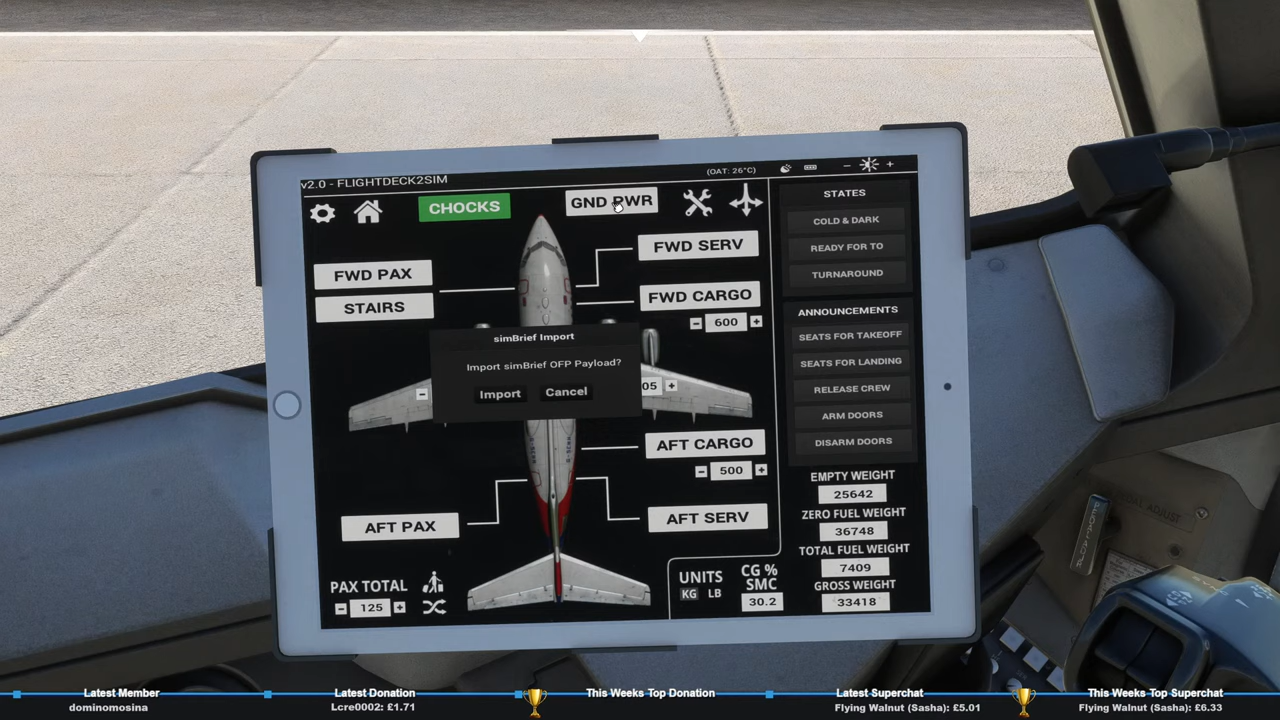 v2.0 - FLIGHTDECK2SIM
(OAT: 26°C)
- +
CHOCKS
GND PWR
FWD PAX
STAIRS
FWD SERV
FWD CARGO
- 600 +
simBrief Import
Import simBrief OFP Payload?
Import Cancel
-
05 +
AFT CARGO
- 500 +
AFT PAX
AFT SERV
PAX TOTAL
- 125 +
UNITS
KG LB
CG %
SMC
30.2
STATES
COLD & DARK
READY FOR TO
TURNAROUND
ANNOUNCEMENTS
SEATS FOR TAKEOFF
SEATS FOR LANDING
RELEASE CREW
ARM DOORS
DISARM DOORS
EMPTY WEIGHT
25642
ZERO FUEL WEIGHT
36748
TOTAL FUEL WEIGHT
7409
GROSS WEIGHT
33418
Latest Member
dominomosina
Latest Donation
Lcre0002: £1.71
This Weeks Top Donation
Latest Superchat
Flying Walnut (Sasha): £5.01
This Weeks Top Superchat
Flying Walnut (Sasha): £6.33